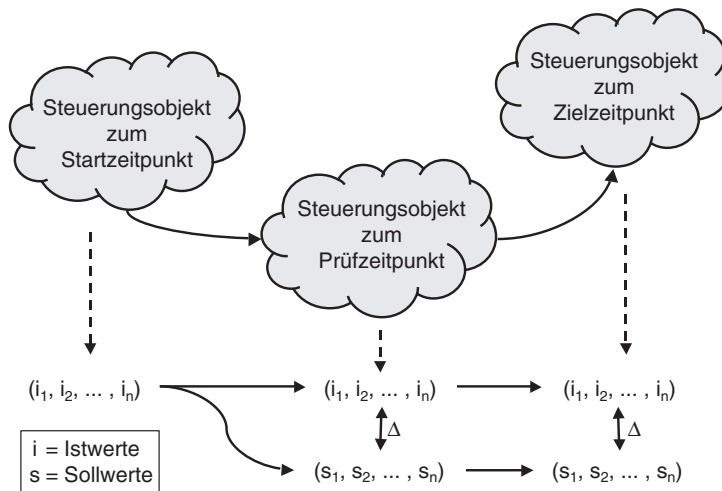 Steuerungsobjekt
zum
Startzeitpunkt
Steuerungsobjekt
zum
Prüfzeitpunkt
Steuerungsobjekt
zum
Zielzeitpunkt
(i₁, i₂, ... , iₙ)
(i₁, i₂, ... , iₙ)
(i₁, i₂, ... , iₙ)
Δ
Δ
(s₁, s₂, ... , sₙ)
(s₁, s₂, ... , sₙ)
i = Istwerte
s = Sollwerte